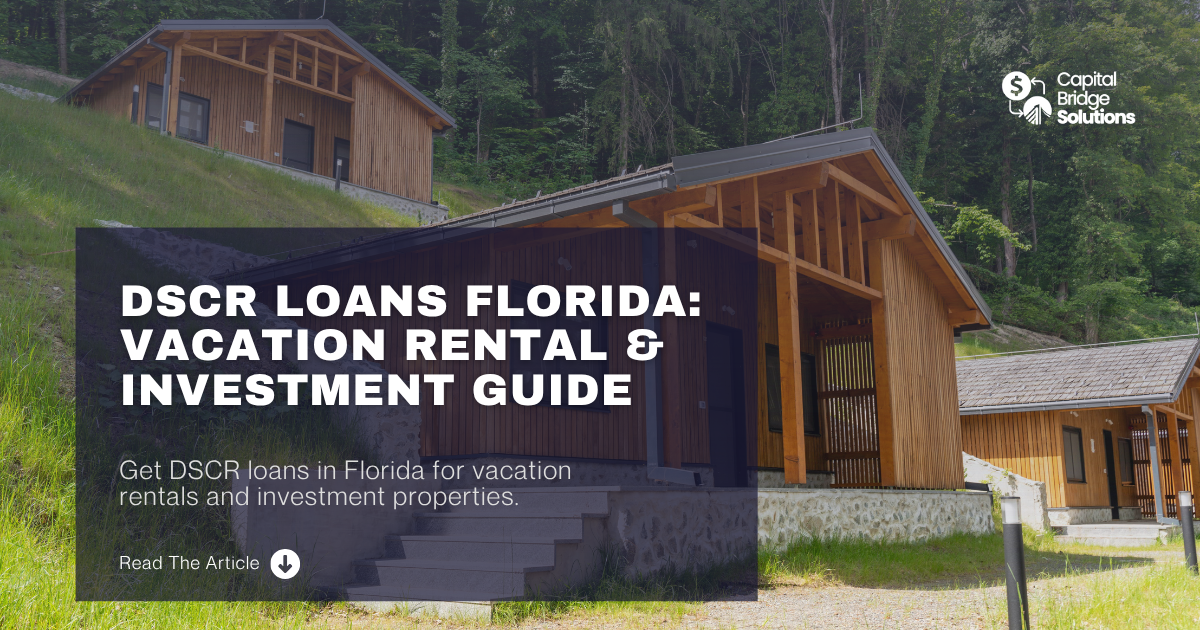 Capital
Bridge
Solutions
DSCR LOANS FLORIDA:
VACATION RENTAL &
INVESTMENT GUIDE
Get DSCR loans in Florida for vacation
rentals and investment properties.
Read The Article